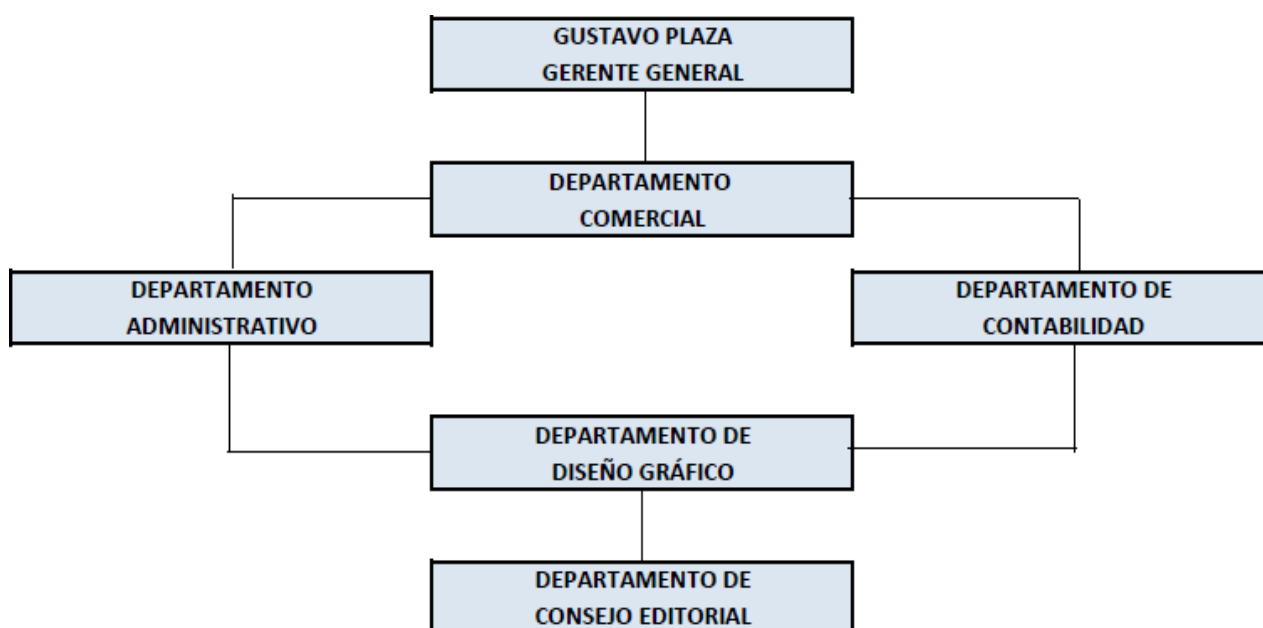 GUSTAVO PLAZA
GERENTE GENERAL
DEPARTAMENTO
COMERCIAL
DEPARTAMENTO
ADMINISTRATIVO
DEPARTAMENTO DE
CONTABILIDAD
DEPARTAMENTO DE
DISEÑO GRÁFICO
DEPARTAMENTO DE
CONSEJO EDITORIAL